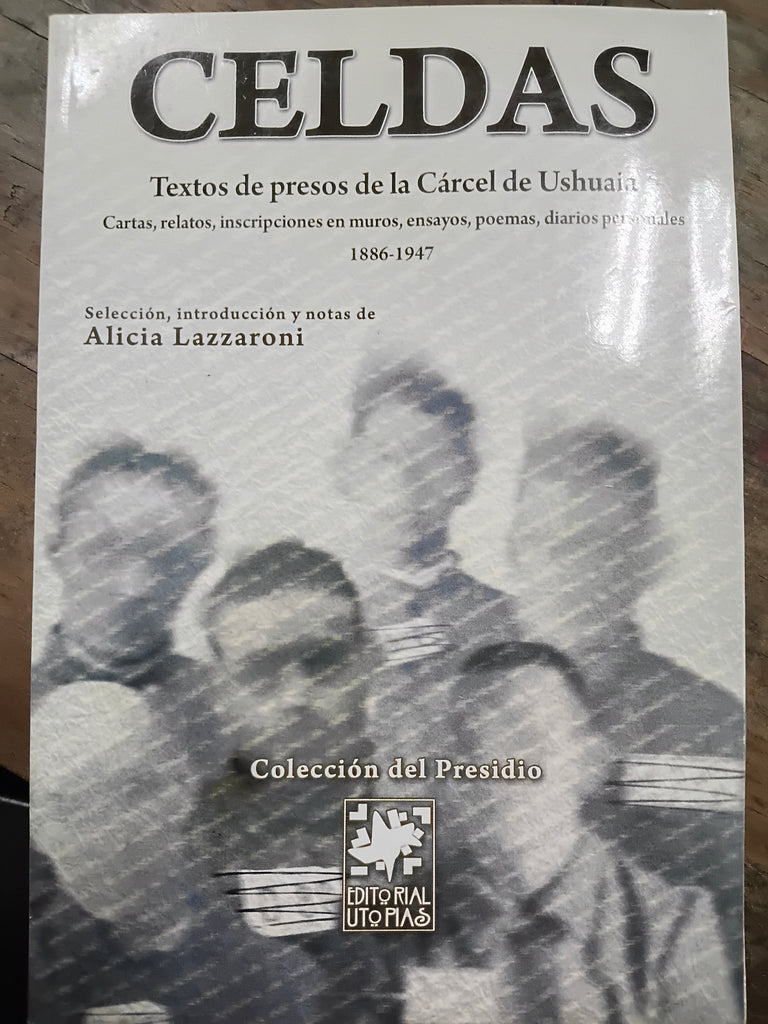 CELDAS
Textos de presos de la Cárcel de Ushuaia
Cartas, relatos, inscripciones en muros, ensayos, poemas, diarios personales
1886-1947
Selección, introducción y notas de
Alicia Lazzaroni
Colección del Presidio
EDITORIAL
UTOPIAS